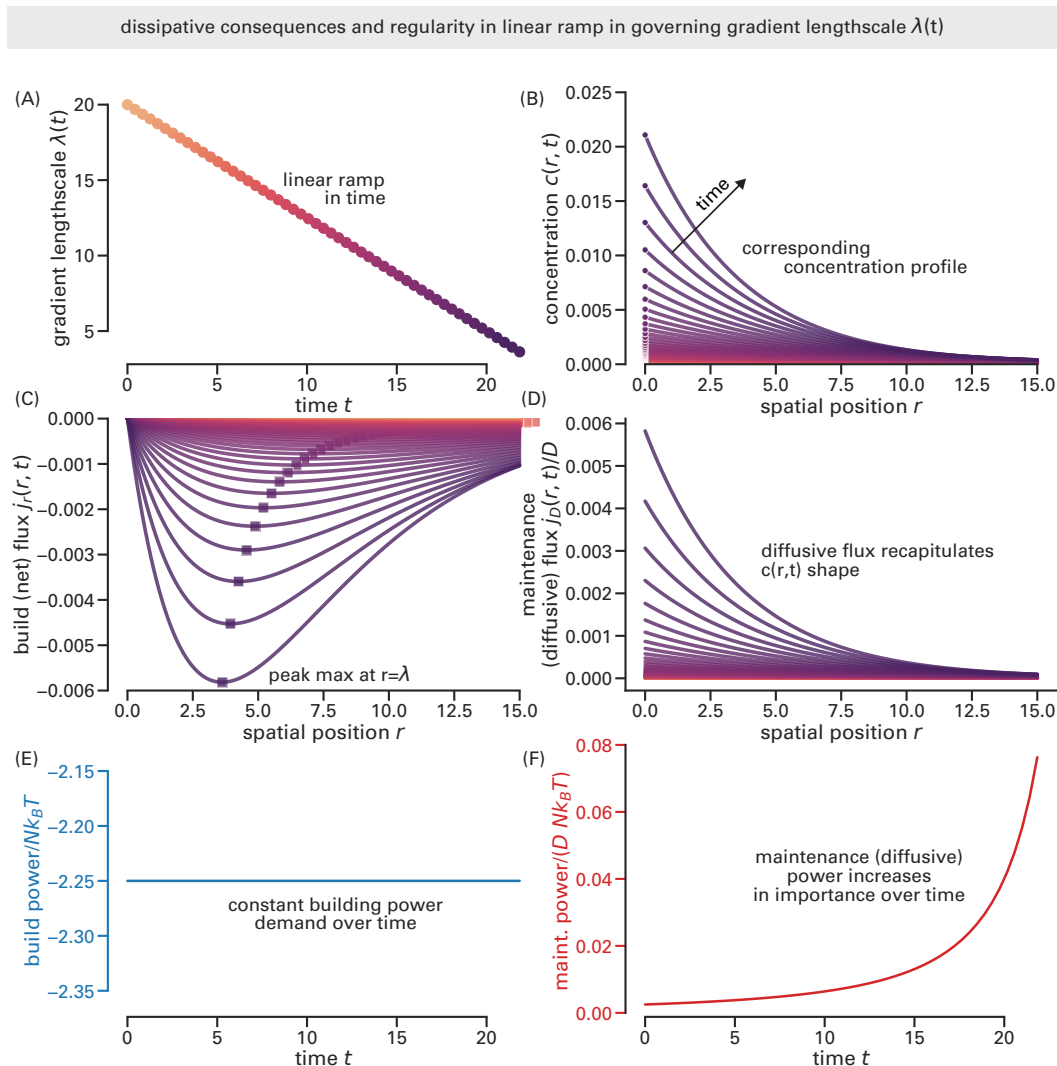 dissipative consequences and regularity in linear ramp in governing gradient lengthscale λ(t)
(A)
gradient lengthscale λ(t)
20
15
10
5
linear ramp
in time
0
5
10
15
20
time t
(B)
concentration c(r, t)
0.025
0.020
0.015
0.010
0.005
0.000
time
corresponding
concentration profile
0.0
2.5
5.0
7.5
10.0
12.5
15.0
spatial position r
(C)
build (net) flux j_r(r, t)
0.000
−0.001
−0.002
−0.003
−0.004
−0.005
−0.006
peak max at r=λ
0.0
2.5
5.0
7.5
10.0
12.5
15.0
spatial position r
(D)
maintenance
(diffusive) flux j_D(r, t)/D
0.006
0.005
0.004
0.003
0.002
0.001
0.000
diffusive flux recapitulates
c(r,t) shape
0.0
2.5
5.0
7.5
10.0
12.5
15.0
spatial position r
(E)
build power/Nk_BT
−2.15
−2.20
−2.25
−2.30
−2.35
constant building power
demand over time
0
5
10
15
20
time t
(F)
maint. power/(D Nk_BT)
0.08
0.06
0.04
0.02
0.00
maintenance (diffusive)
power increases
in importance over time
0
5
10
15
20
time t